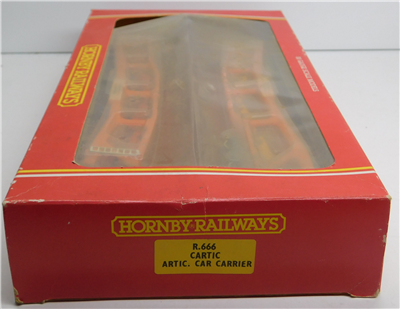 HORNBY RAILWAYS
HORNBY RAILWAYS
R.666
CARTIC
ARTIC. CAR CARRIER